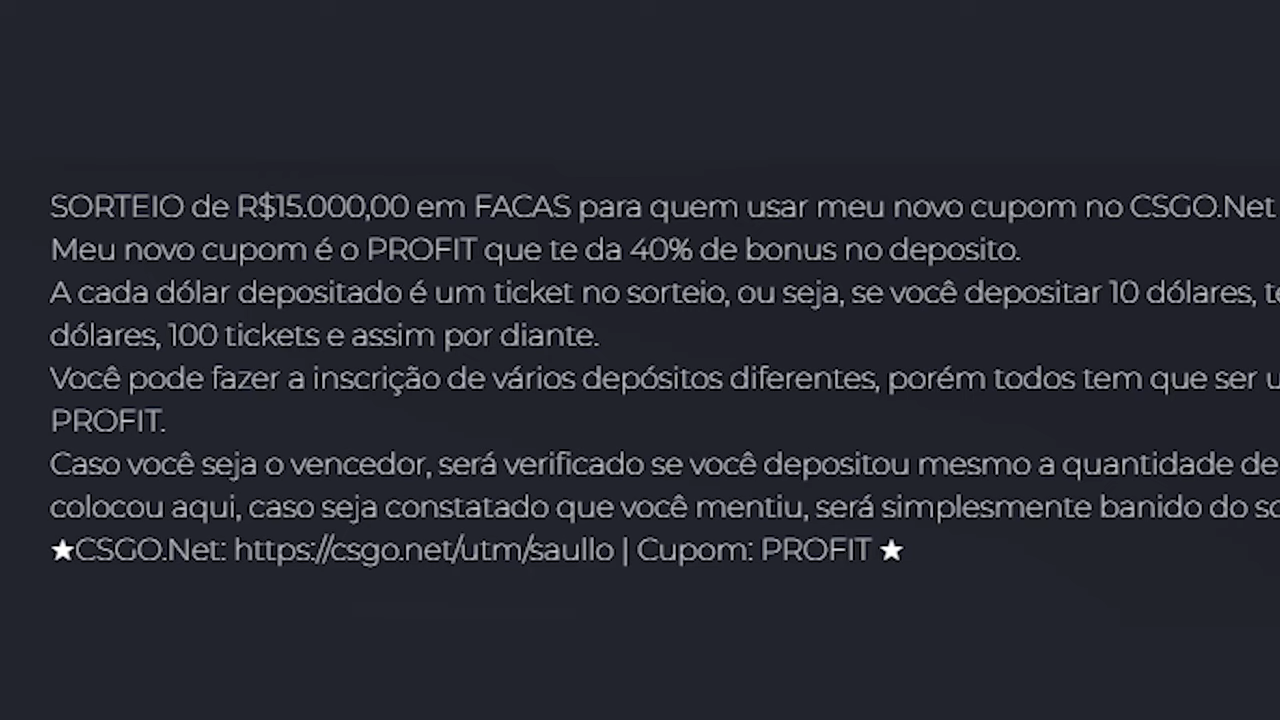 SORTEIO de R$15.000,00 em FACAS para quem usar meu novo cupom no CSGO.Net
Meu novo cupom é o PROFIT que te da 40% de bonus no deposito.
A cada dólar depositado é um ticket no sorteio, ou seja, se você depositar 10 dólares,
dólares, 100 tickets e assim por diante.
Você pode fazer a inscrição de vários depósitos diferentes, porém todos tem que ser
PROFIT.
Caso você seja o vencedor, será verificado se você depositou mesmo a quantidade de
colocou aqui, caso seja constatado que você mentiu, será simplesmente banido do
★CSGO.Net: https://csgo.net/utm/saullo | Cupom: PROFIT ★